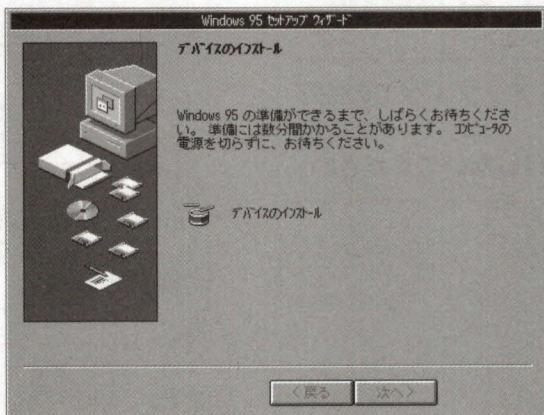 Windows 95 ｾｯﾄｱｯﾌﾟ ｳｨｻﾞｰﾄﾞ
ﾃﾞﾊﾞｲｽのｲﾝｽﾄｰﾙ
Windows 95 の準備ができるまで、しばらくお待ちくださ
い。 準備には数分間かかることがあります。 ｺﾝﾋﾟｭｰﾀの
電源を切らずに、お待ちください。
ﾃﾞﾊﾞｲｽのｲﾝｽﾄｰﾙ
< 戻る
次へ >